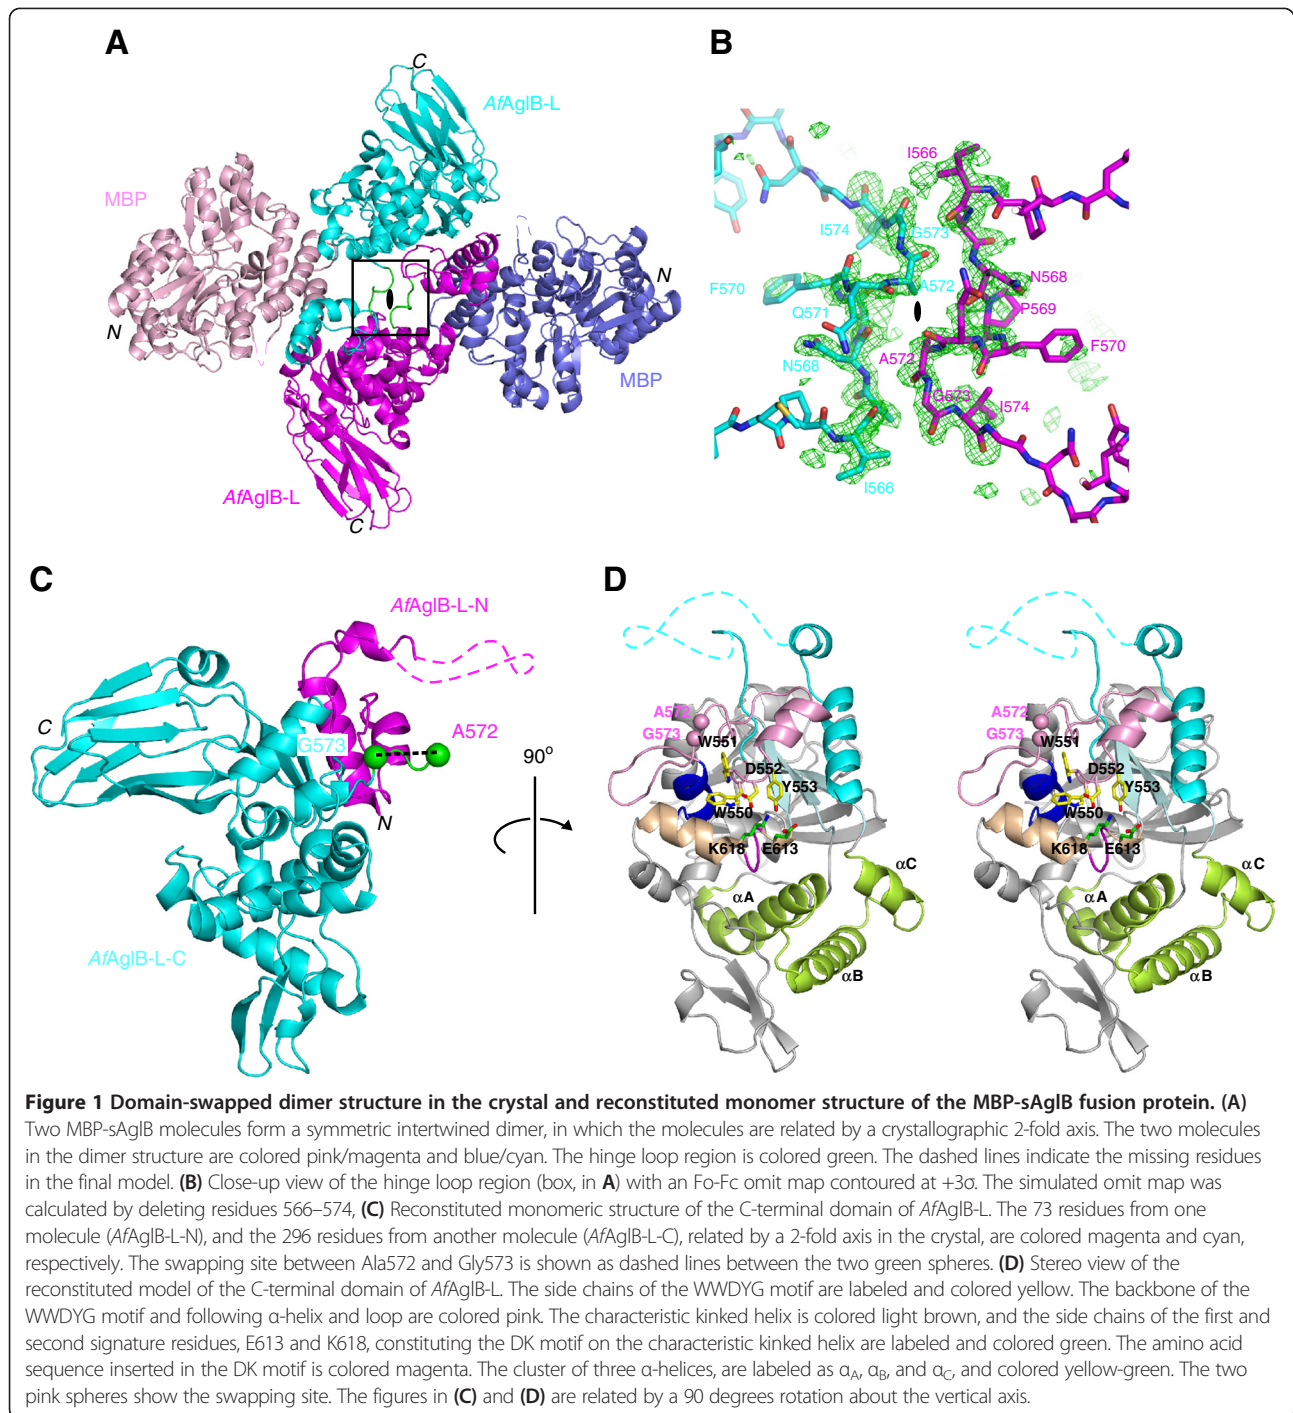 A
B
C
AfAglB-L
MBP
N
N
MBP
AfAglB-L
C
I566
I574
G573
F570
A572
N568
P569
Q571
F570
A572
N568
G573
I574
I566
C
D
AfAglB-L-N
C
A572
G573
90°
N
AfAglB-L-C
A572
G573
W551
D552
Y553
W550
K618
E613
αC
αA
αB
A572
G573
W551
D552
Y553
W550
K618
E613
αC
αA
αB
Figure 1 Domain-swapped dimer structure in the crystal and reconstituted monomer structure of the MBP-sAglB fusion protein. (A)
Two MBP-sAglB molecules form a symmetric intertwined dimer, in which the molecules are related by a crystallographic 2-fold axis. The two molecules
in the dimer structure are colored pink/magenta and blue/cyan. The hinge loop region is colored green. The dashed lines indicate the missing residues
in the final model. (B) Close-up view of the hinge loop region (box, in A) with an Fo-Fc omit map contoured at +3σ. The simulated omit map was
calculated by deleting residues 566–574, (C) Reconstituted monomeric structure of the C-terminal domain of AfAglB-L. The 73 residues from one
molecule (AfAglB-L-N), and the 296 residues from another molecule (AfAglB-L-C), related by a 2-fold axis in the crystal, are colored magenta and cyan,
respectively. The swapping site between Ala572 and Gly573 is shown as dashed lines between the two green spheres. (D) Stereo view of the
reconstituted model of the C-terminal domain of AfAglB-L. The side chains of the WWDYG motif are labeled and colored yellow. The backbone of the
WWDYG motif and following α-helix and loop are colored pink. The characteristic kinked helix is colored light brown, and the side chains of the first and
second signature residues, E613 and K618, constituting the DK motif on the characteristic kinked helix are labeled and colored green. The amino acid
sequence inserted in the DK motif is colored magenta. The cluster of three α-helices, are labeled as αA, αB, and αC, and colored yellow-green. The two
pink spheres show the swapping site. The figures in (C) and (D) are related by a 90 degrees rotation about the vertical axis.